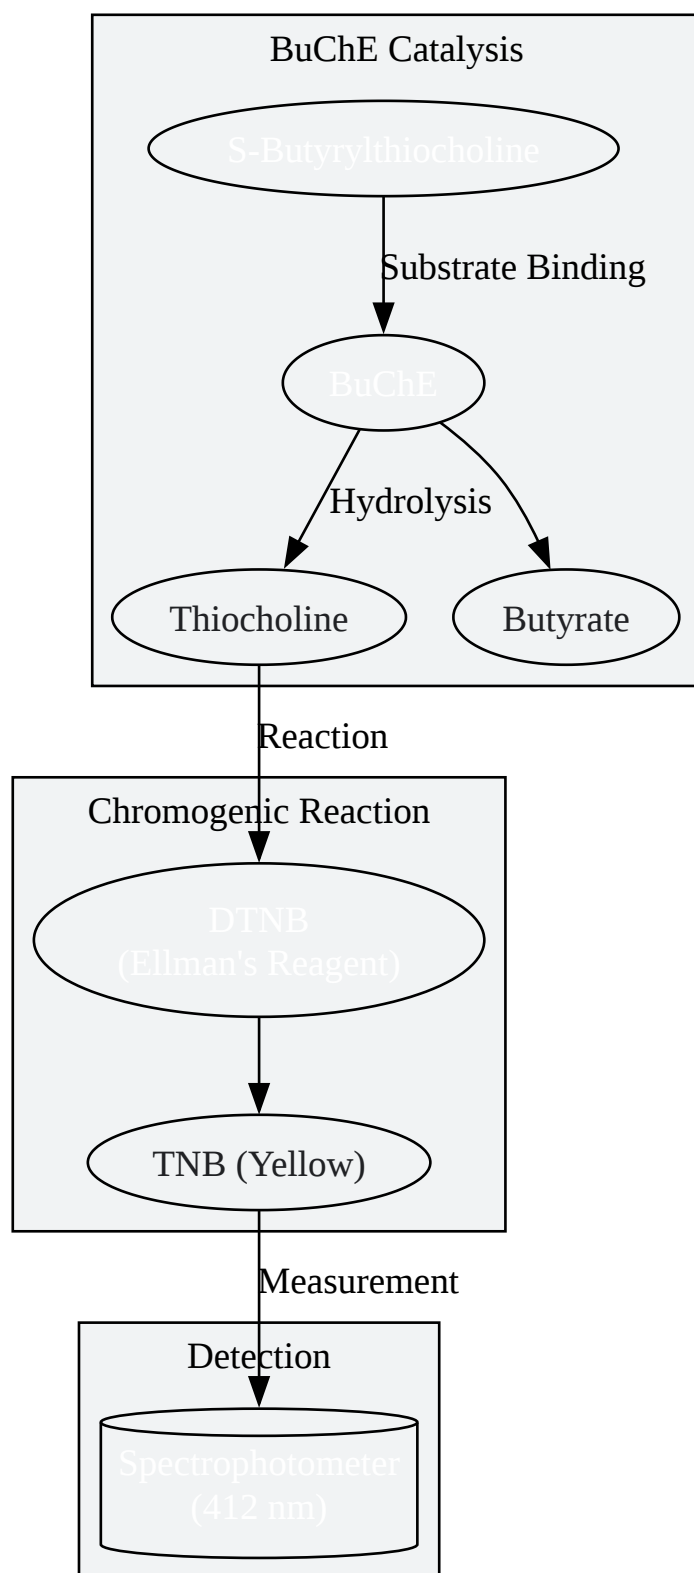 BuChE Catalysis
S-Butyrylthiocholine
Substrate Binding
BuChE
Hydrolysis
Thiocholine
Butyrate
Reaction
Chromogenic Reaction
DTNB
(Ellman's Reagent)
TNB (Yellow)
Measurement
Detection
Spectrophotometer
(412 nm)